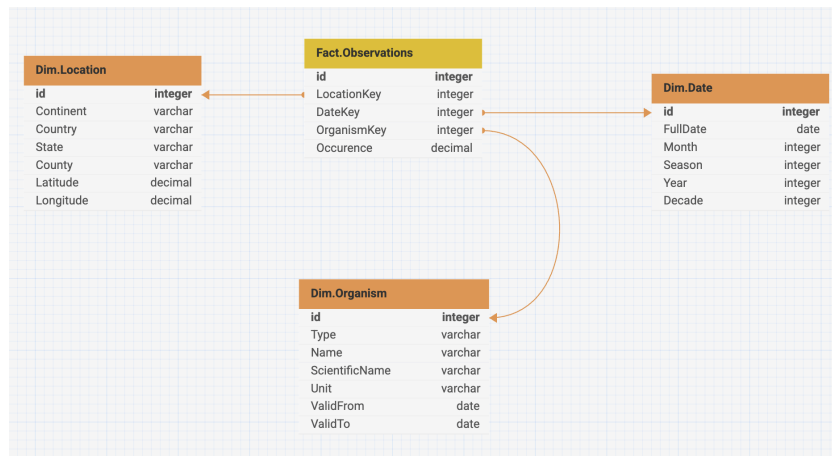 Dim.Location
id integer
Continent varchar
Country varchar
State varchar
County varchar
Latitude decimal
Longitude decimal
Fact.Observations
id integer
LocationKey integer
DateKey integer
OrganismKey integer
Occurence decimal
Dim.Date
id integer
FullDate date
Month integer
Season integer
Year integer
Decade integer
Dim.Organism
id integer
Type varchar
Name varchar
ScientificName varchar
Unit varchar
ValidFrom date
ValidTo date